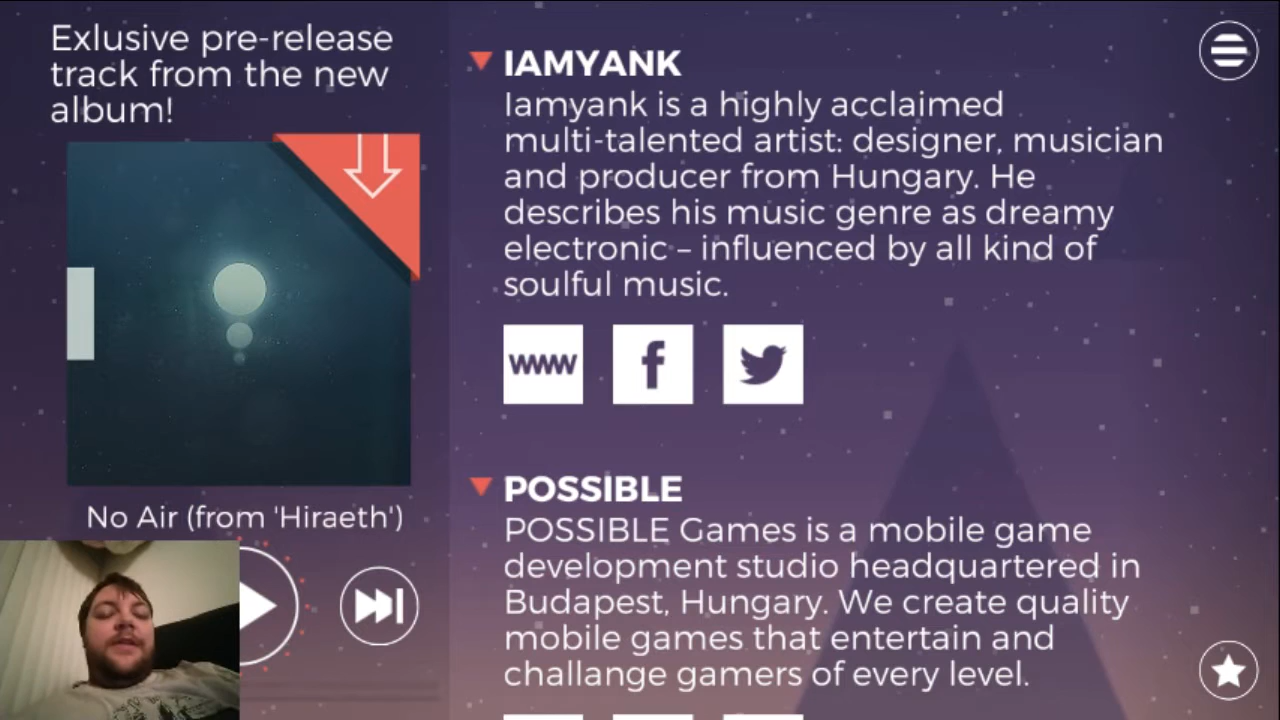 Exlusive pre-release
track from the new
album!
No Air (from 'Hiraeth')
IAMYANK
Iamyank is a highly acclaimed
multi-talented artist: designer, musician
and producer from Hungary. He
describes his music genre as dreamy
electronic – influenced by all kind of
soulful music.
www
f
POSSIBLE
POSSIBLE Games is a mobile game
development studio headquartered in
Budapest, Hungary. We create quality
mobile games that entertain and
challange gamers of every level.